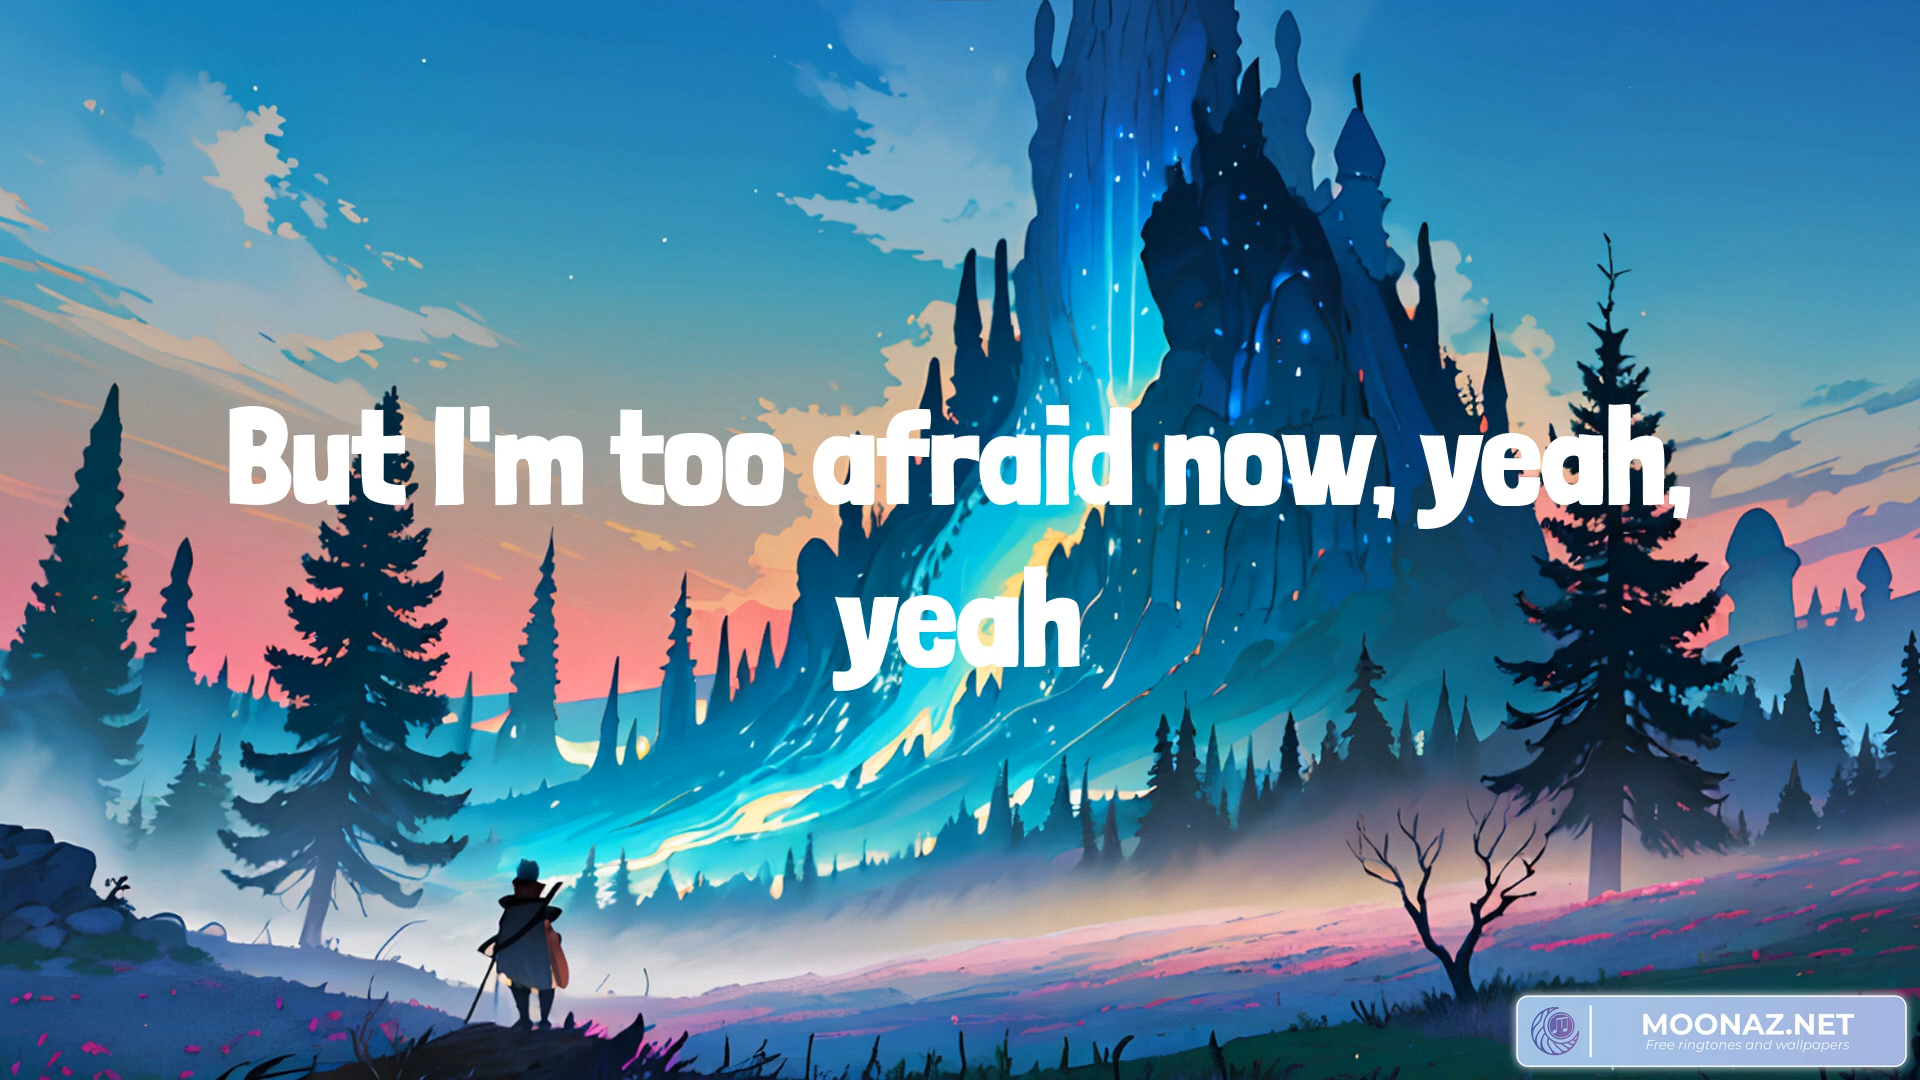 But I'm too afraid now, yeah,
yeah
MOONAZ.NET
Free ringtones and wallpapers